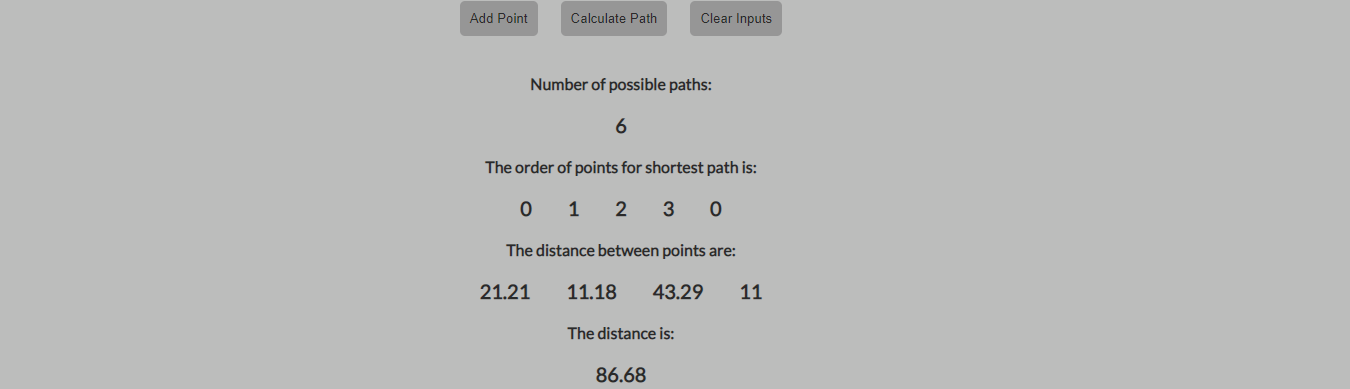 Add Point Calculate Path Clear Inputs
Number of possible paths:
6
The order of points for shortest path is:
0 1 2 3 0
The distance between points are:
21.21 11.18 43.29 11
The distance is:
86.68